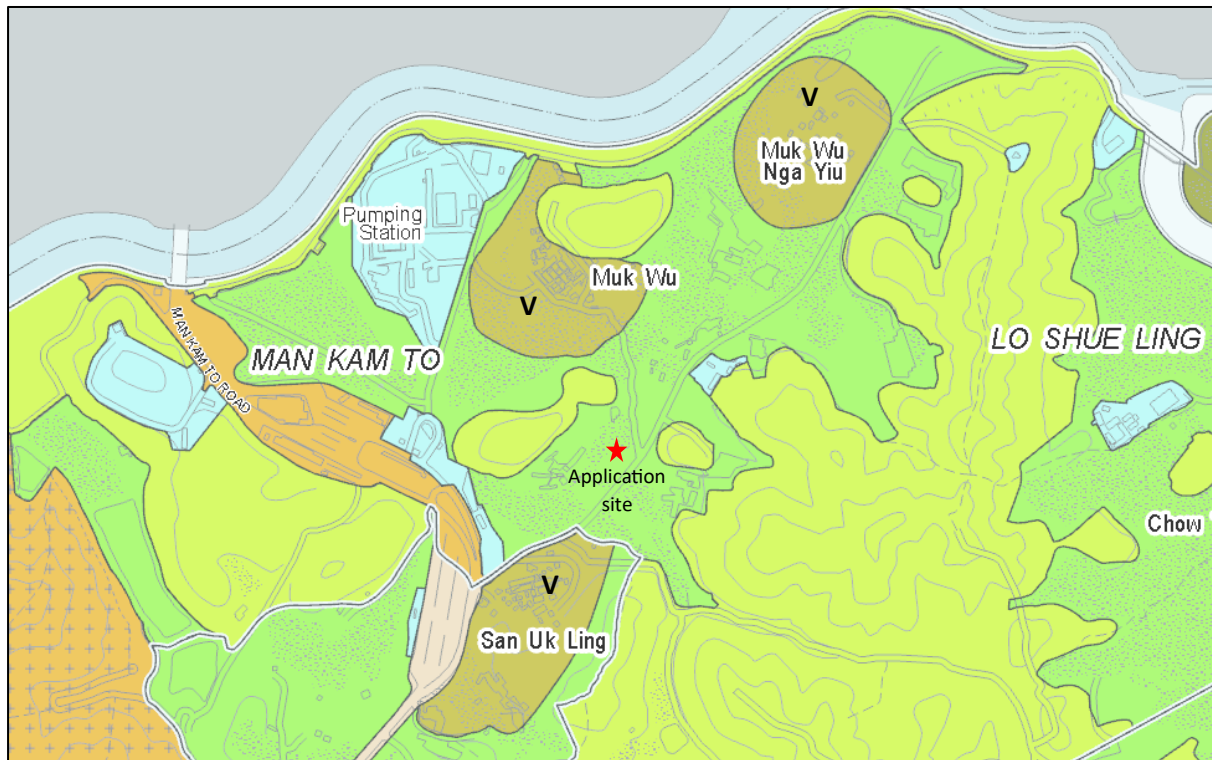 V
Muk Wu
Nga Yiu
Pumping
Station
Muk Wu
V
MAN KAM TO ROAD
MAN KAM TO
LO SHUE LING
Application
site
Chow
V
San Uk Ling